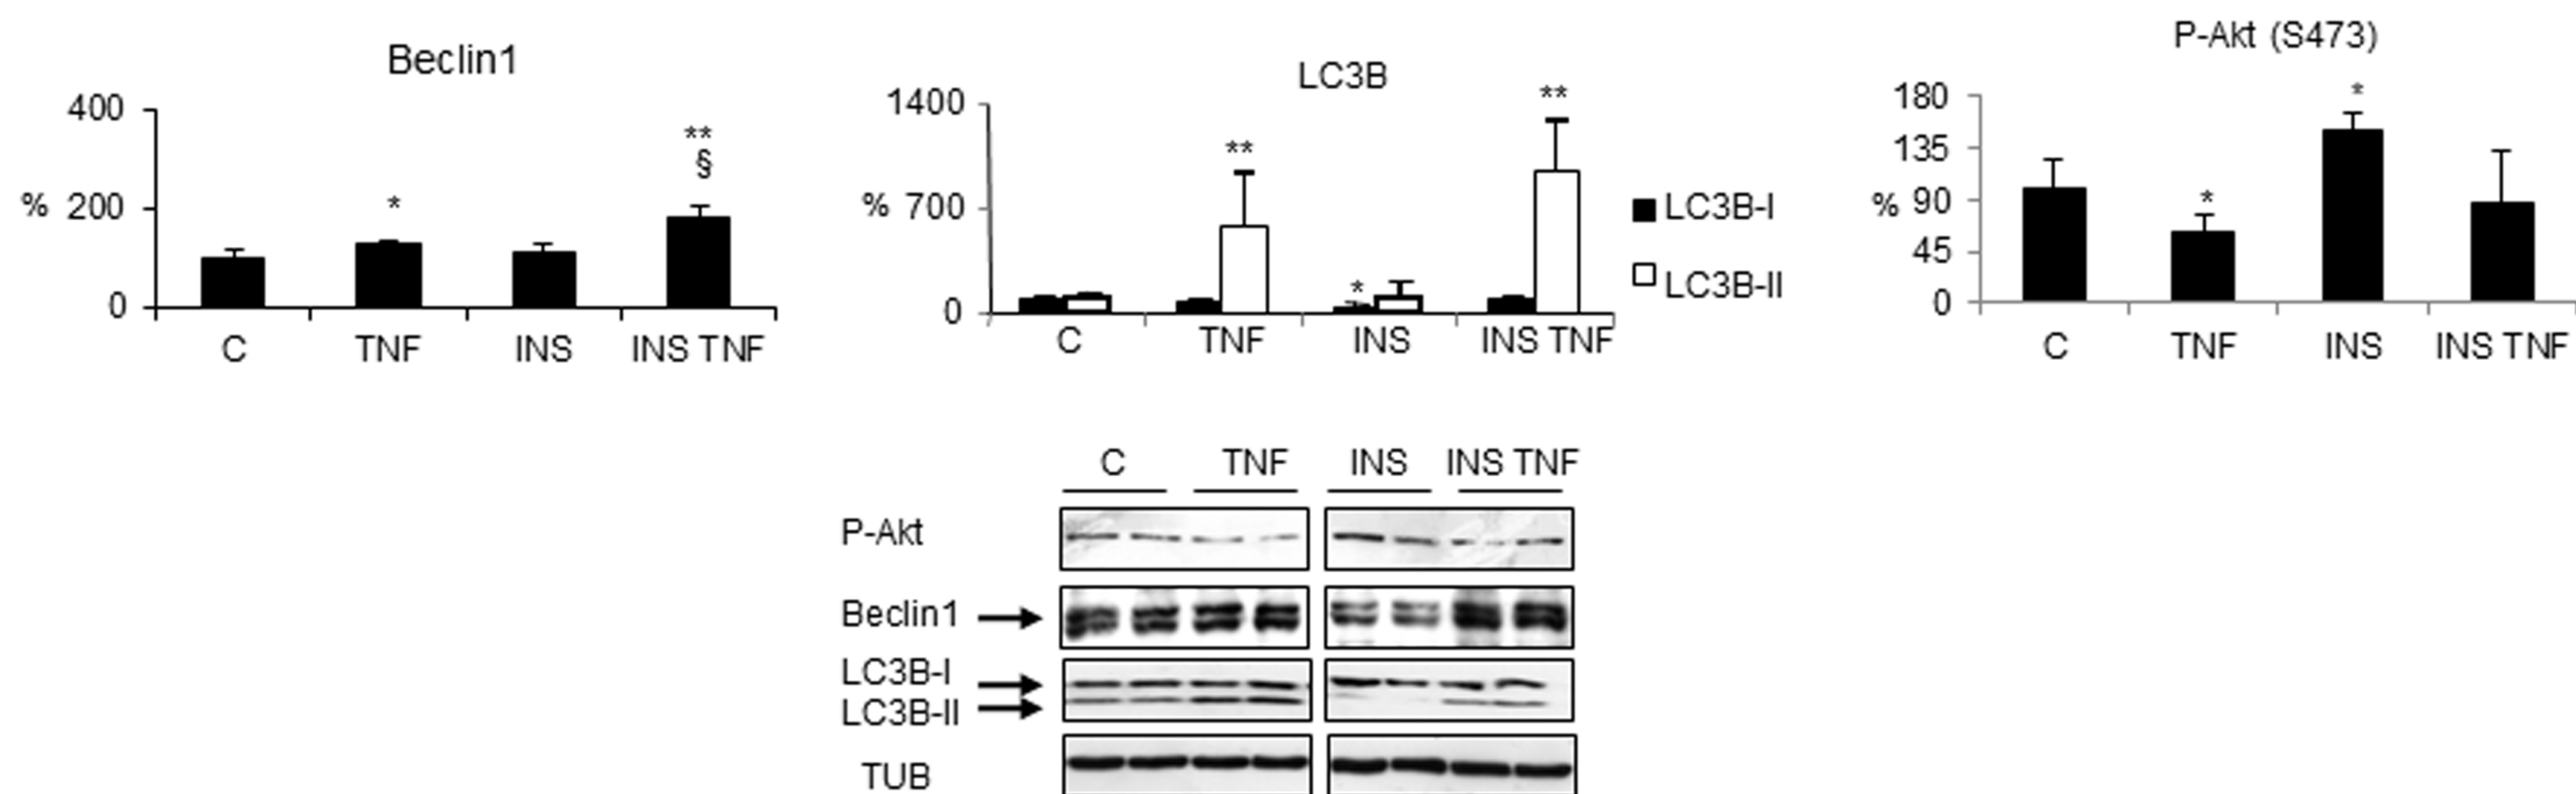 Beclin1
400
**
§
*
% 200
0
C TNF INS INS TNF
LC3B
1400
**
**
% 700
*
0
C TNF INS INS TNF
LC3B-I
LC3B-II
P-Akt (S473)
180
*
135
*
% 90
45
0
C TNF INS INS TNF
C TNF INS INS TNF
P-Akt
Beclin1
LC3B-I
LC3B-II
TUB